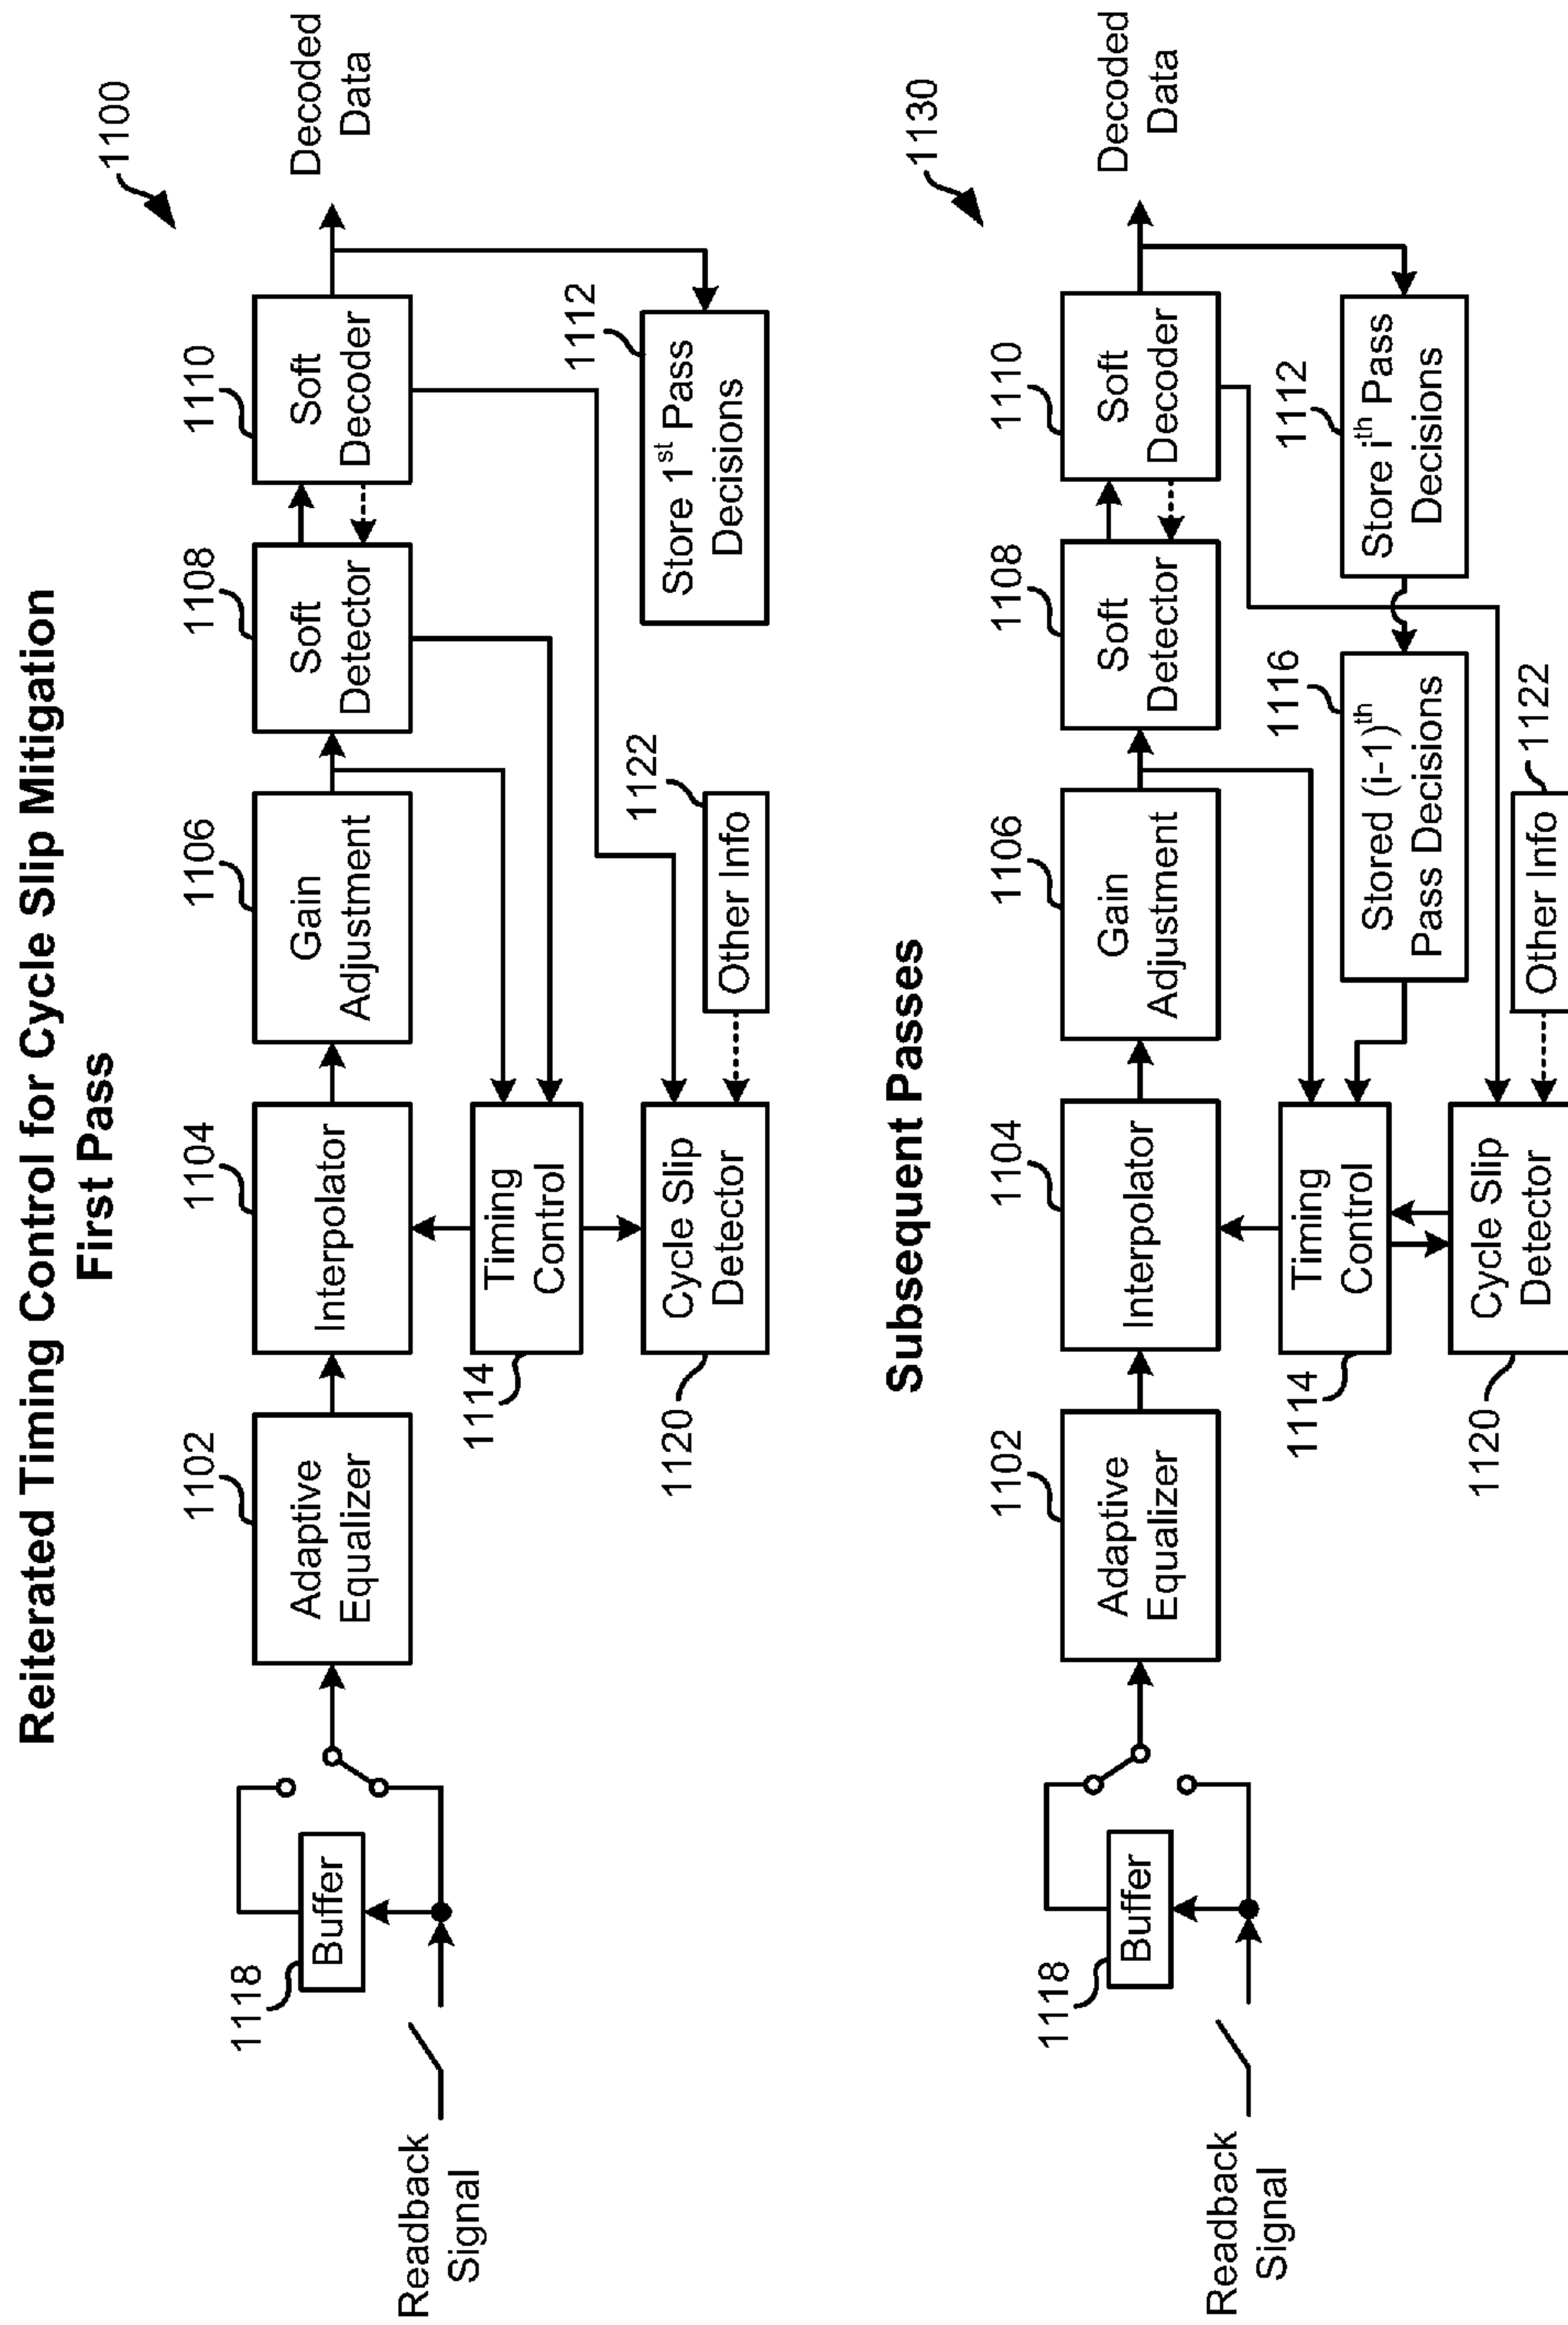 Reiterated Timing Control for Cycle Slip Mitigation
First Pass
1100
1102
1104
1106
1108
1110
Adaptive
Equalizer
Interpolator
Gain
Adjustment
Soft
Detector
Soft
Decoder
Decoded
Data
1118
Buffer
Readback
Signal
1114
Timing
Control
1112
Store 1st Pass
Decisions
1120
Cycle Slip
Detector
1122
Other Info
Subsequent Passes
1130
1102
1104
1106
1108
1110
Adaptive
Equalizer
Interpolator
Gain
Adjustment
Soft
Detector
Soft
Decoder
Decoded
Data
1118
Buffer
Readback
Signal
1114
Timing
Control
1116
Stored (i-1)th
Pass Decisions
1112
Store ith Pass
Decisions
1120
Cycle Slip
Detector
1122
Other Info